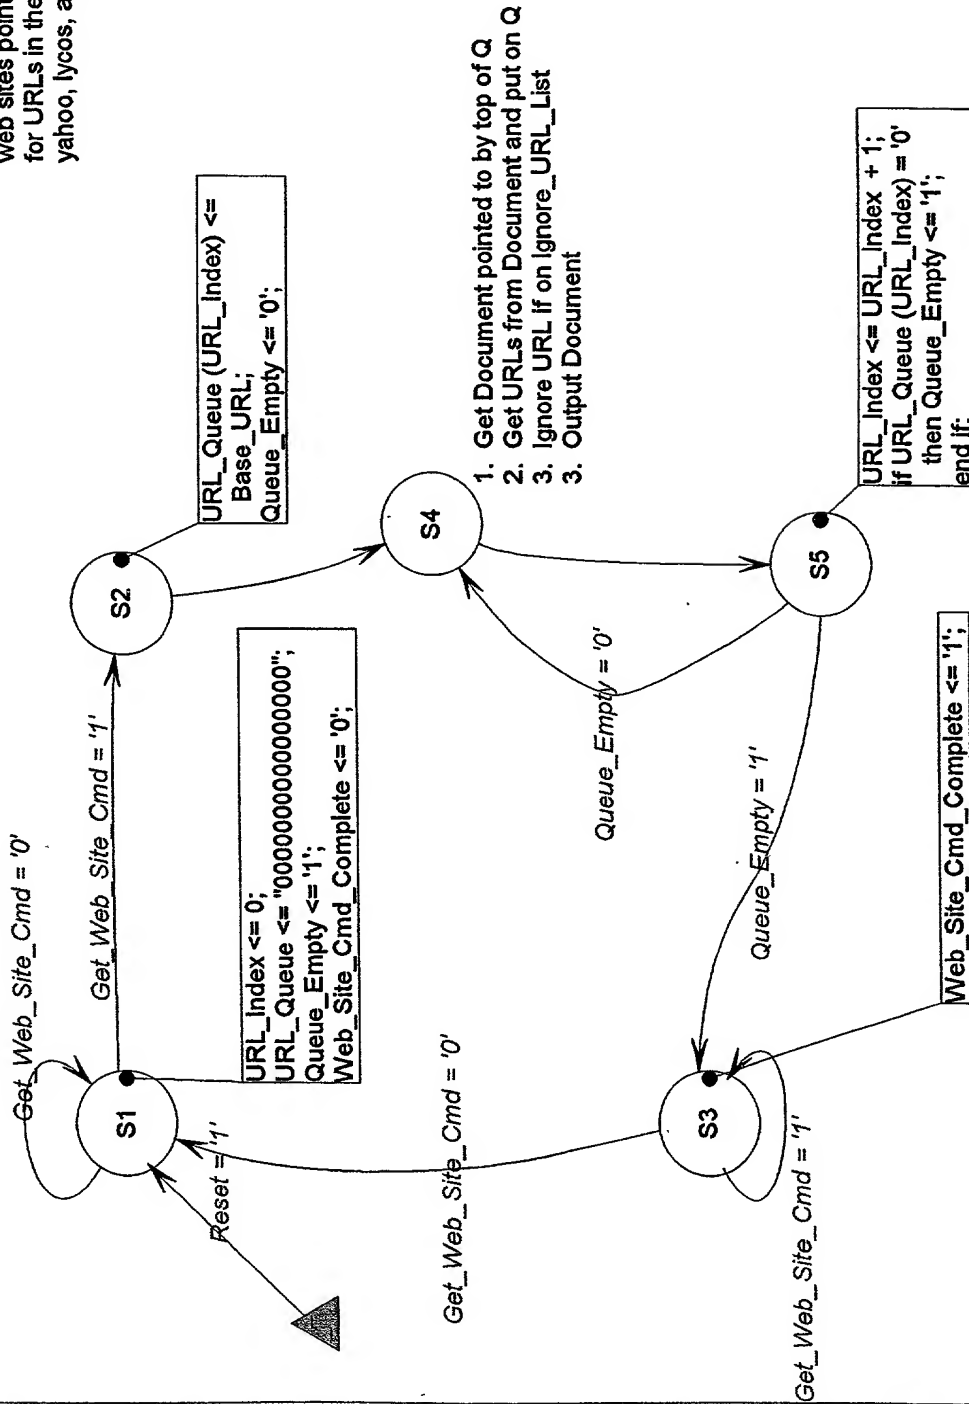 Web sites point
for URLs in the
yahoo, lycos, a
Get_Web_Site_Cmd = '0'
S1
Get_Web_Site_Cmd = '1'
S2
URL_Queue (URL_Index) <=
Base_URL;
Queue_Empty <= '0';
URL_Index <= 0;
Queue_Empty <= '1';
Web_Site_Cmd_Complete <= '0';
Reset = '1'
S4
1. Get Document pointed to by top of Q
2. Get URLs from Document and put on Q
3. Ignore URL if on Ignore_URL_List
3. Output Document
Get_Web_Site_Cmd = '0'
Queue_Empty = '0'
Queue_Empty = '1'
S3
S5
URL_Index <= URL_Index + 1;
if URL_Queue (URL_Index) = '0'
then Queue_Empty <= '1';
end if;
Get_Web_Site_Cmd = '1'
Web_Site_Cmd_Complete <= '1';